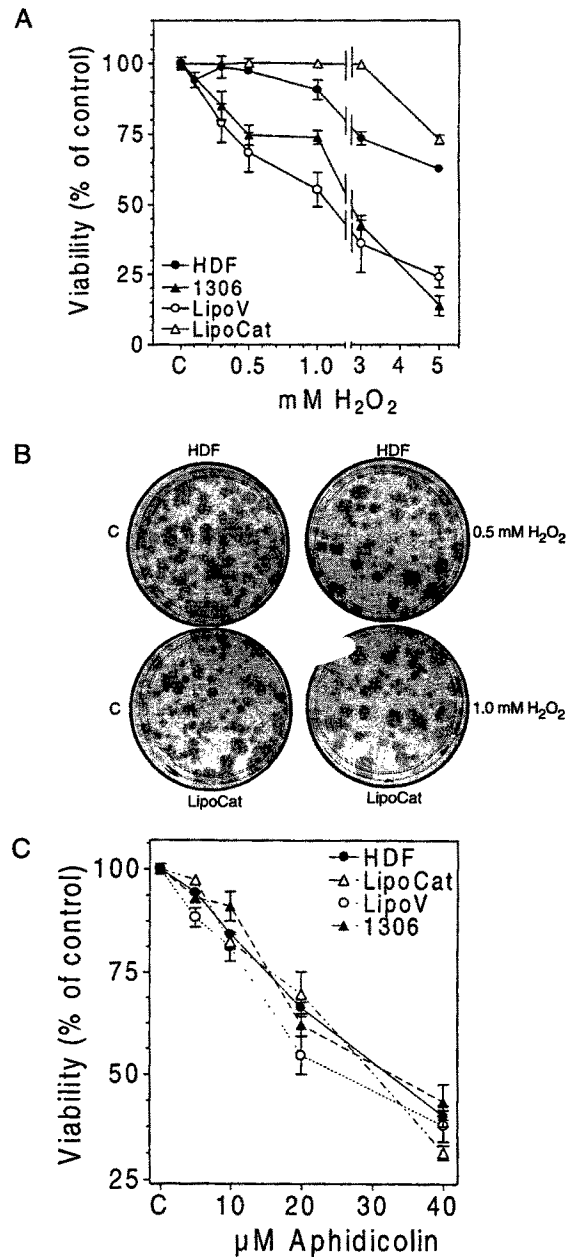 A
Viability (% of control)
100
75
50
25
0
HDF
1306
LipoV
LipoCat
C 0.5 1.0 3 4 5
mM H₂O₂
B
HDF HDF
C 0.5 mM H₂O₂
C 1.0 mM H₂O₂
LipoCat LipoCat
C
Viability (% of control)
100
75
50
25
HDF
LipoCat
LipoV
1306
C 10 20 30 40
µM Aphidicolin